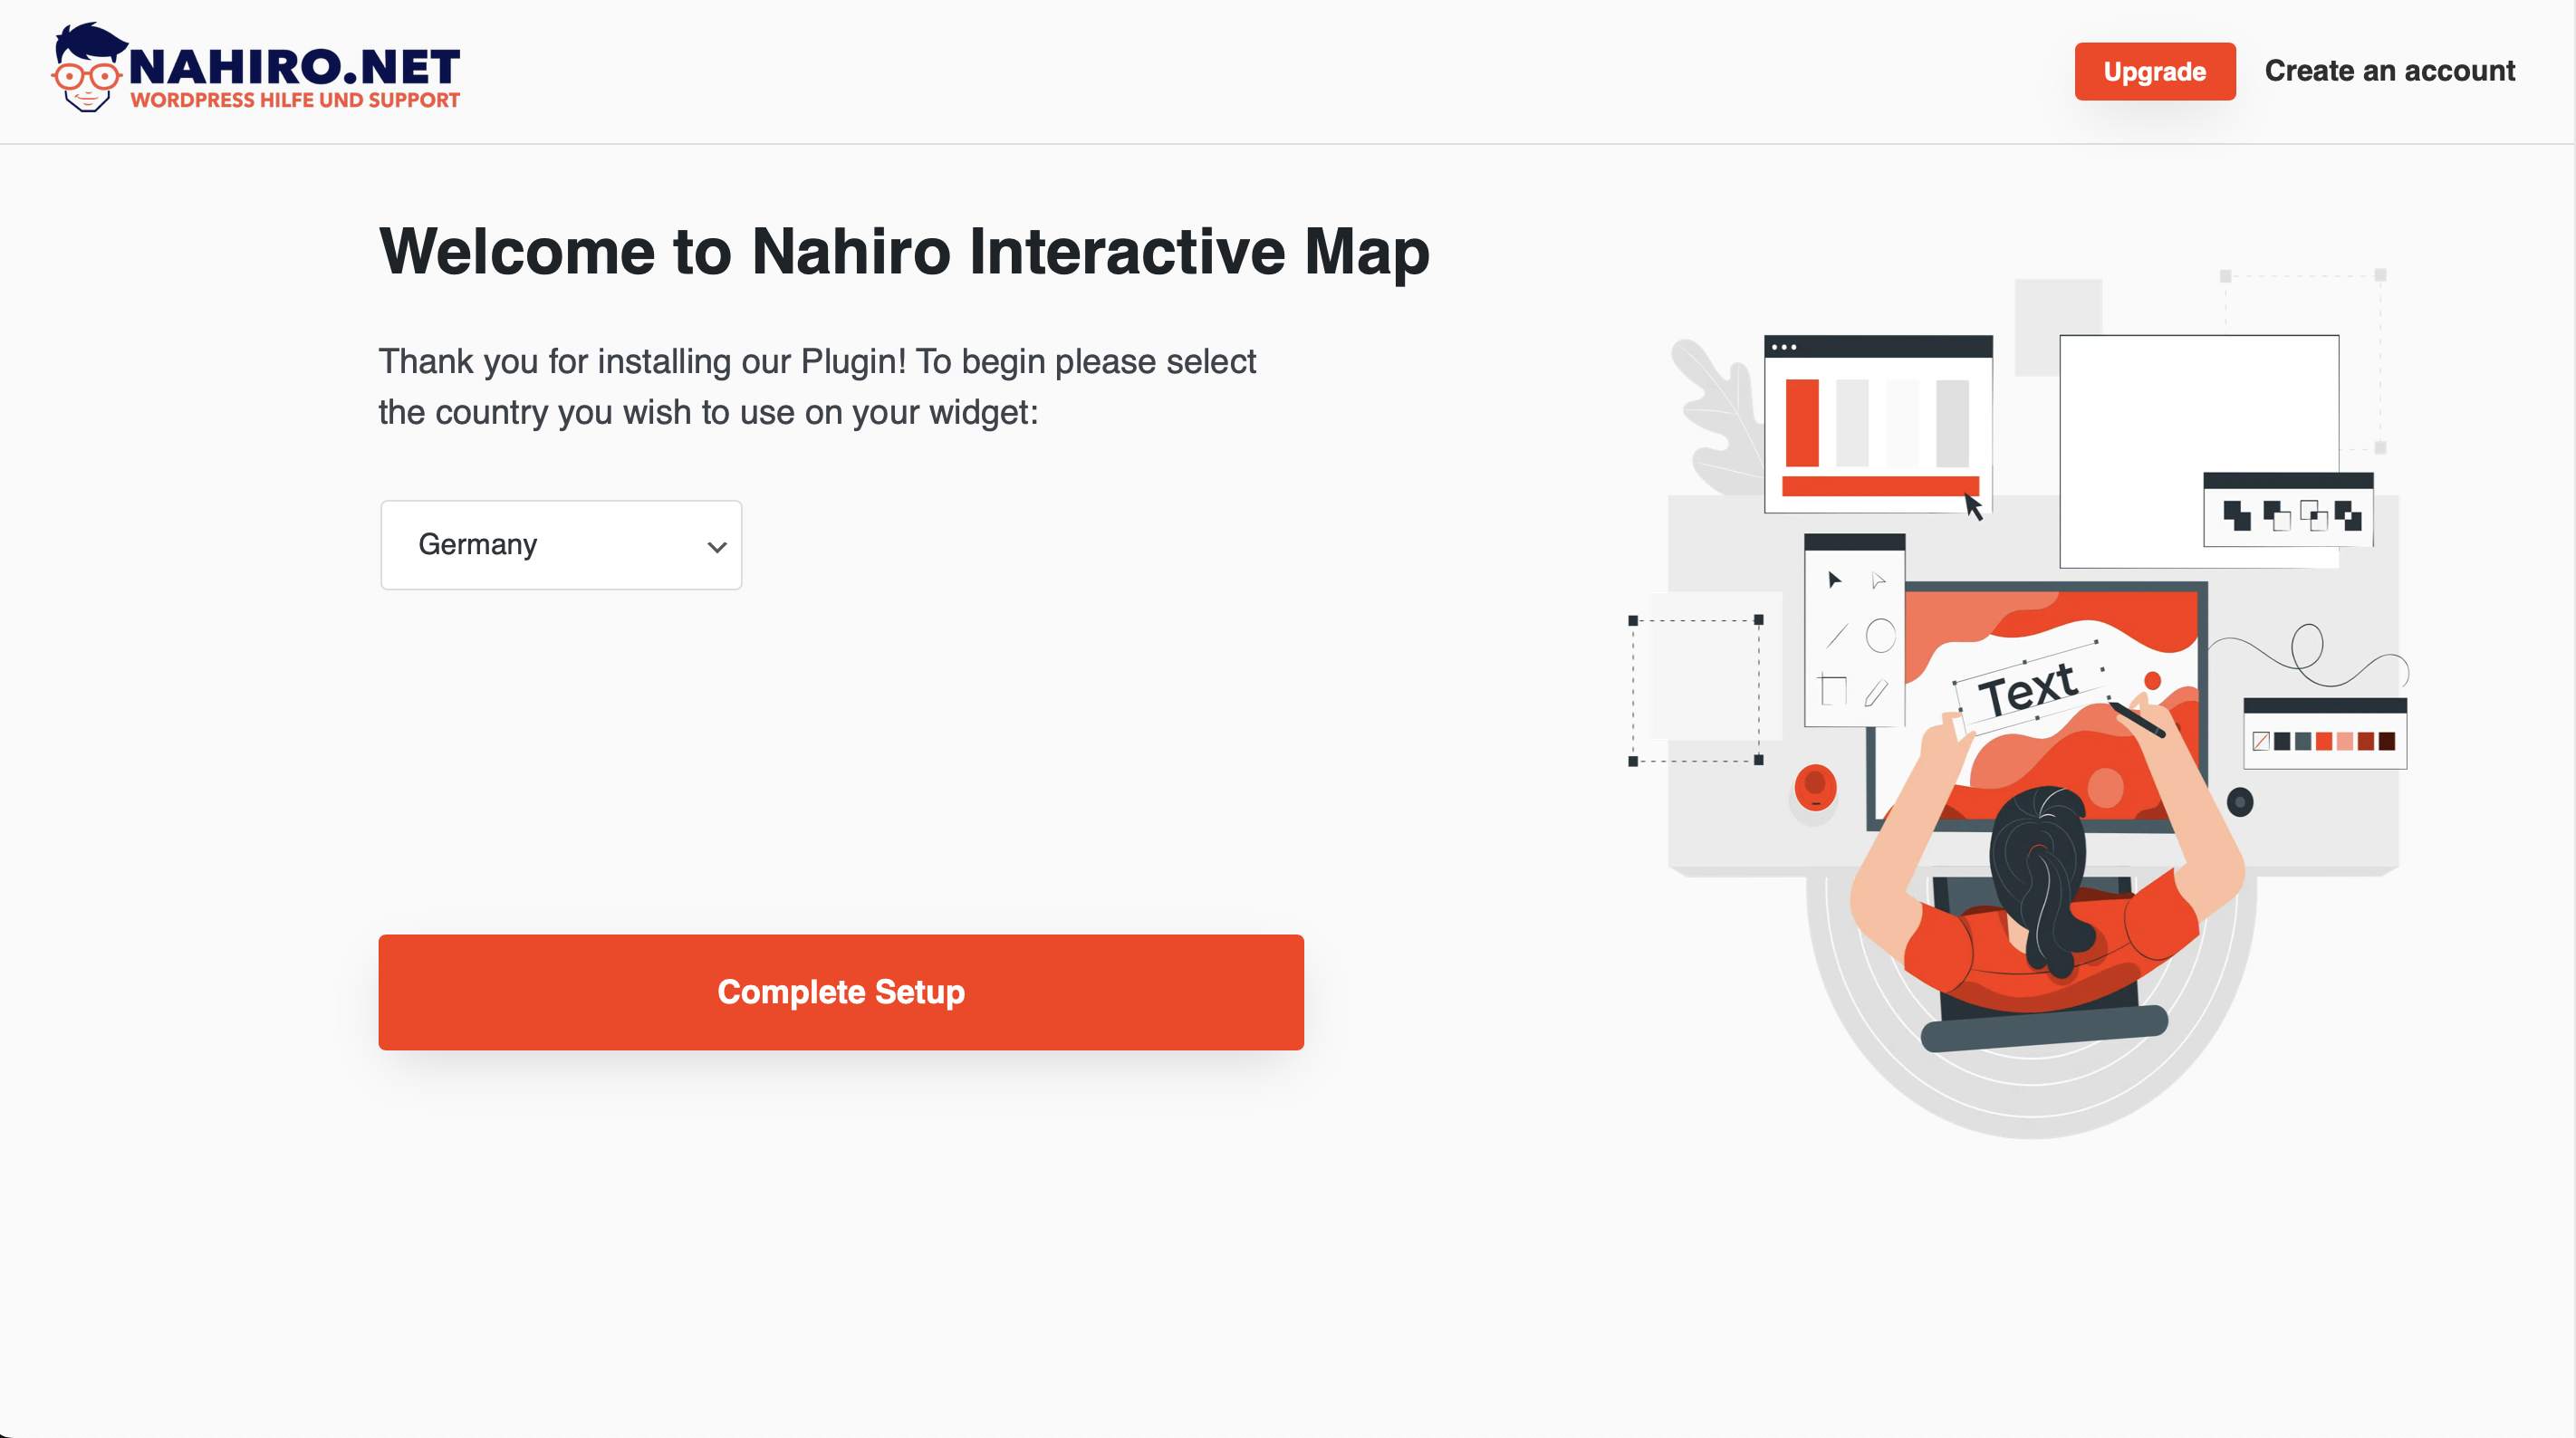 NAHIRO.NET
WORDPRESS HILFE UND SUPPORT
Upgrade
Create an account
Welcome to Nahiro Interactive Map
Thank you for installing our Plugin! To begin please select
the country you wish to use on your widget:
Germany
Text
Complete Setup